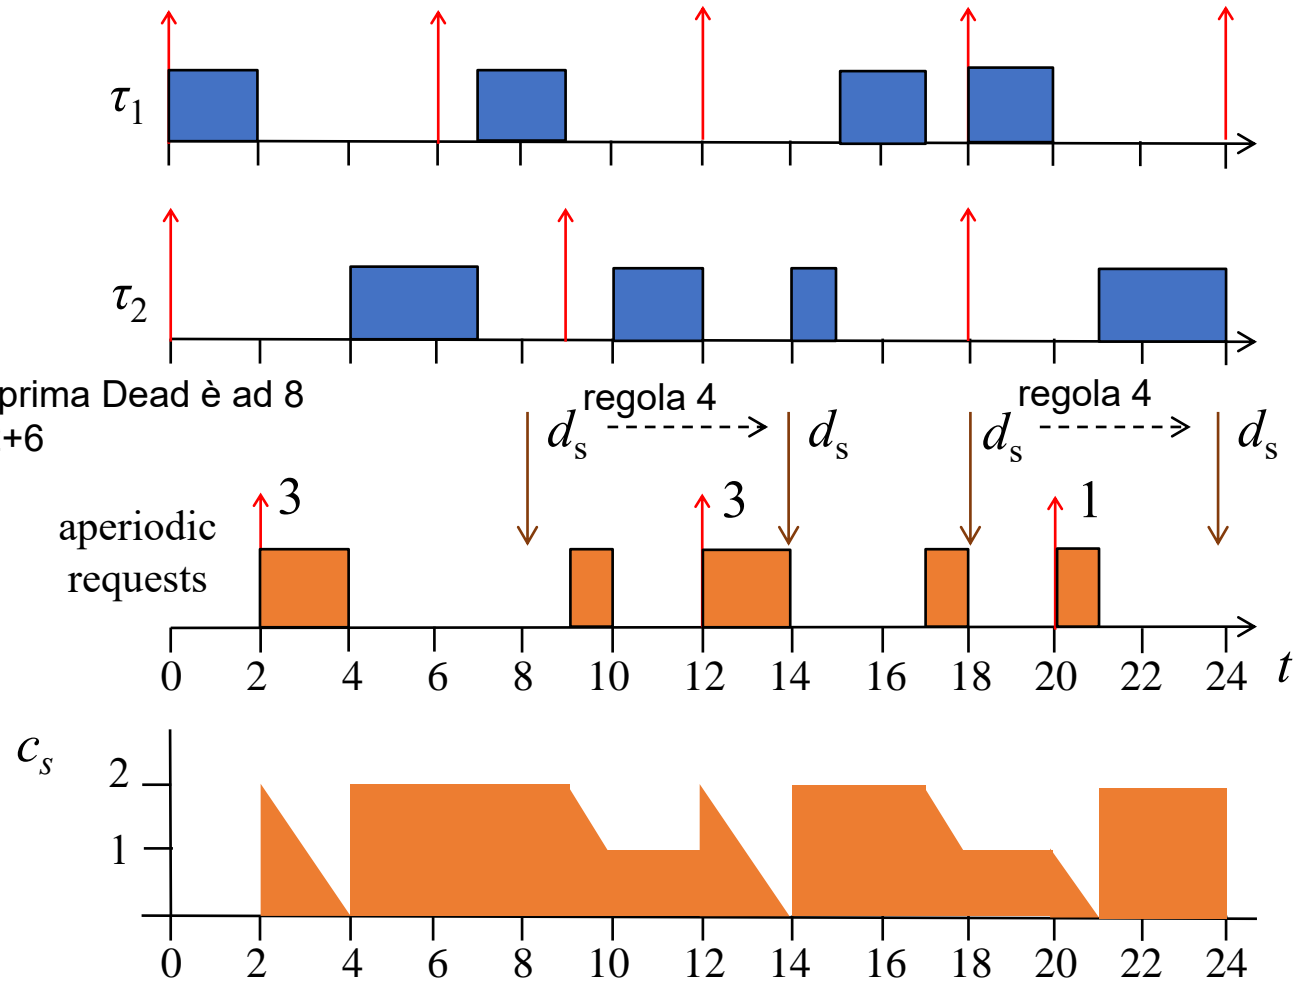 τ1
τ2
prima Dead è ad 8
+6
regola 4
regola 4
ds
ds
ds
ds
3
3
1
aperiodic
requests
0 2 4 6 8 10 12 14 16 18 20 22 24 t
cs
2
1
0 2 4 6 8 10 12 14 16 18 20 22 24